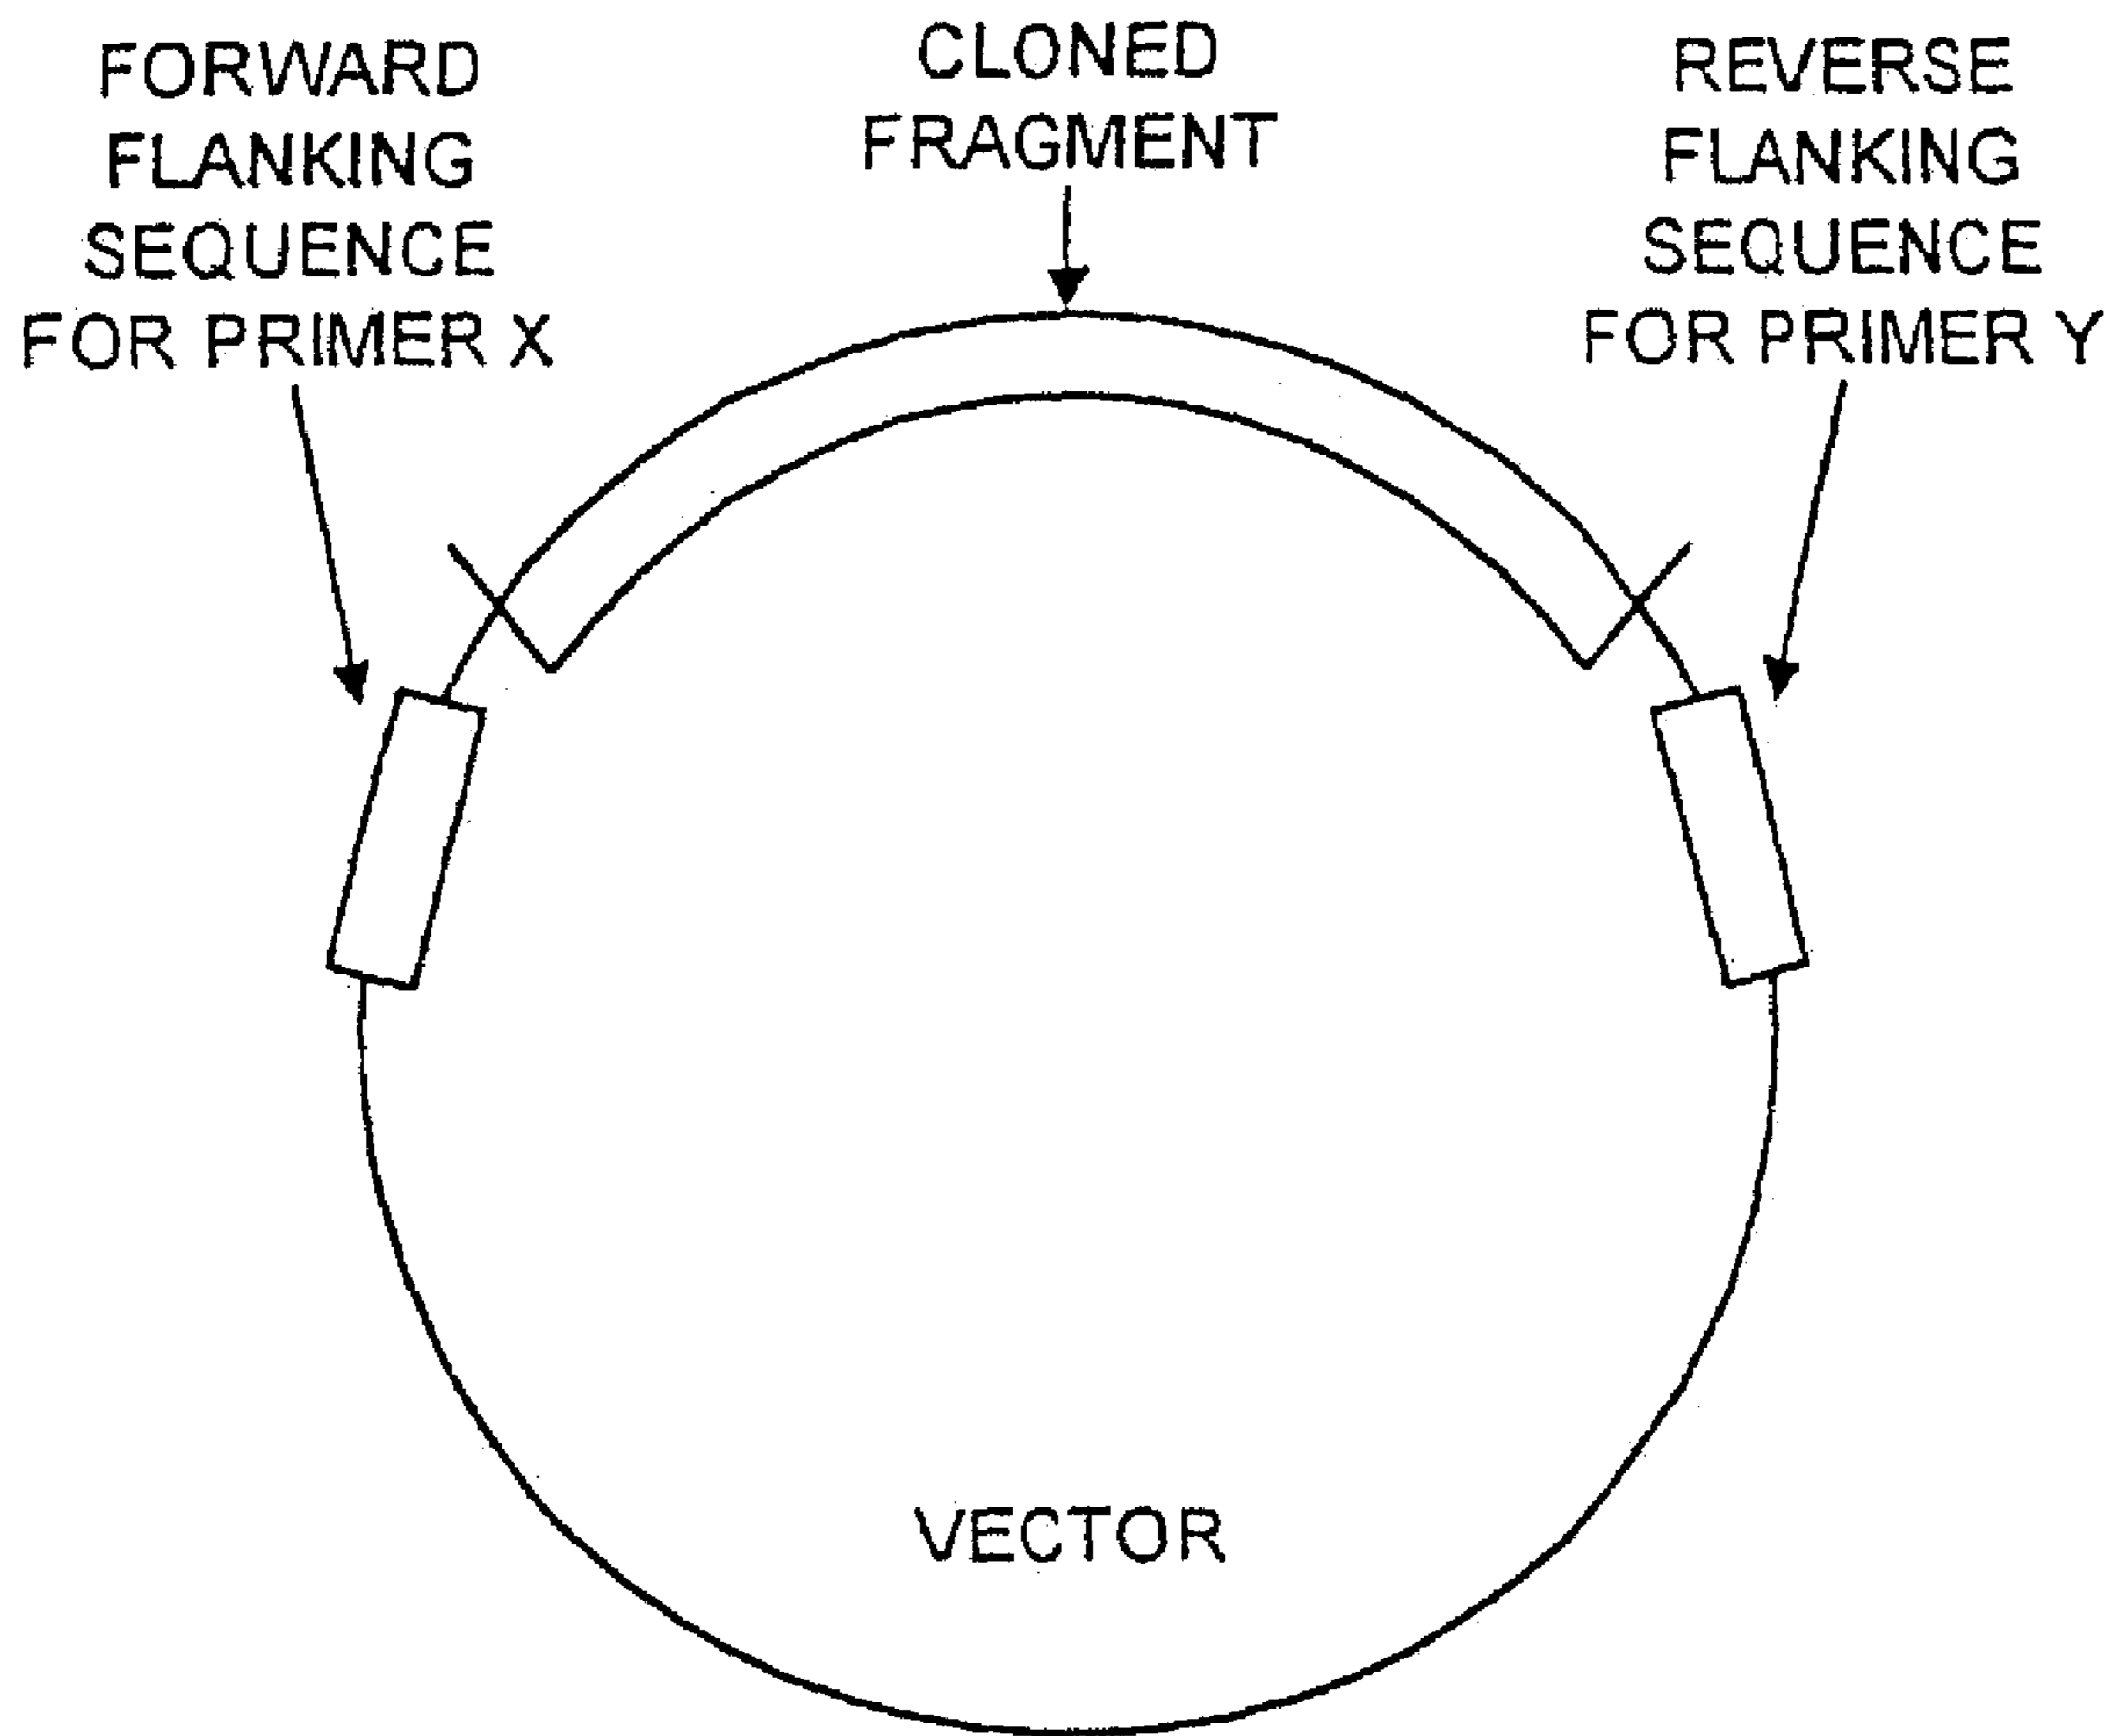 FORWARD
FLANKING
SEQUENCE
FOR PRIMER X
CLONED
FRAGMENT
REVERSE
FLANKING
SEQUENCE
FOR PRIMER Y
VECTOR